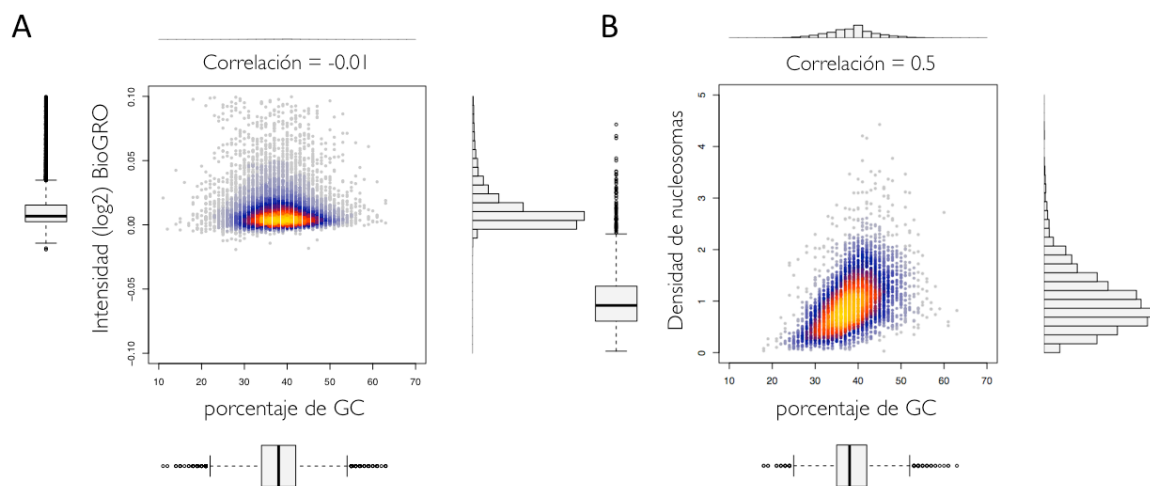 A
Correlación = -0.01
Intensidad (log2) BioGRO
0.10
0.05
0.00
-0.05
-0.10
10 20 30 40 50 60 70
porcentaje de GC
B
Correlación = 0.5
Densidad de nucleosomas
5
4
3
2
1
0
10 20 30 40 50 60 70
porcentaje de GC